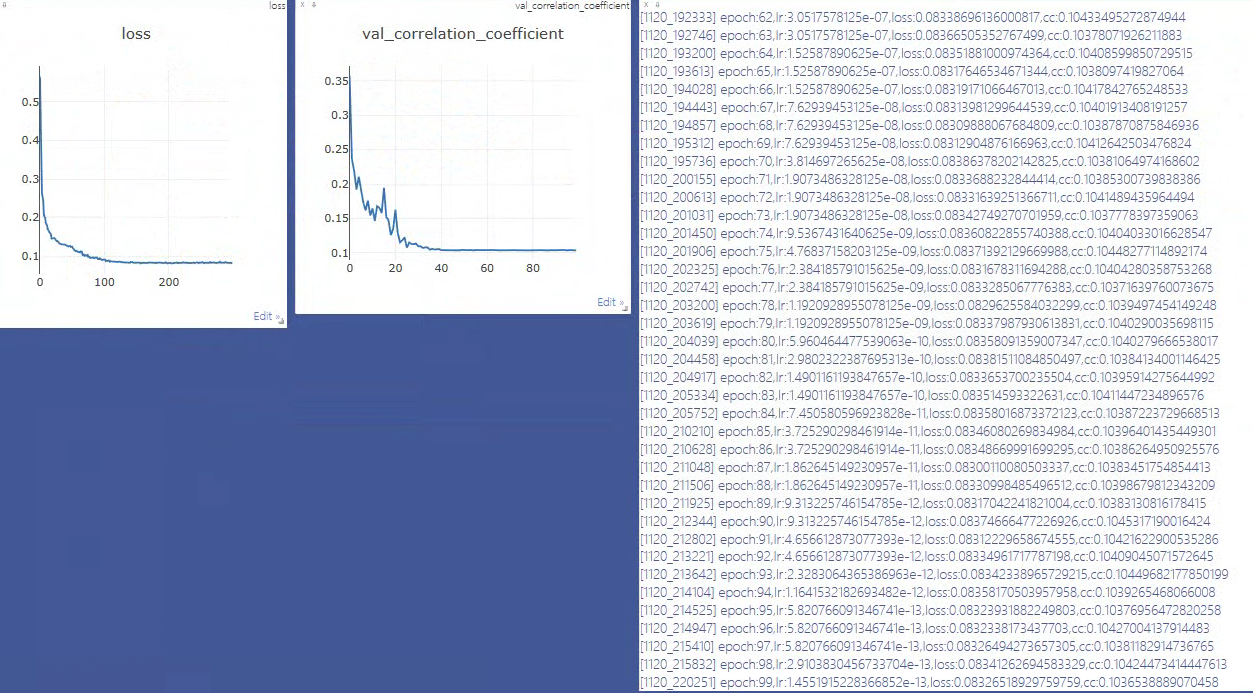 loss
loss
0.5
0.4
0.3
0.2
0.1
0
100
200
Edit »
val_correlation_coefficient
val_correlation_coefficient
0.35
0.3
0.25
0.2
0.15
0.1
0
20
40
60
80
Edit »
[1120_192333] epoch:62,lr:3.0517578125e-07,loss:0.08338696136000817,cc:0.10433495272874944
[1120_192746] epoch:63,lr:3.0517578125e-07,loss:0.08366505352767499,cc:0.10378071926211883
[1120_193200] epoch:64,lr:1.52587890625e-07,loss:0.08351881000974364,cc:0.10408599850729515
[1120_193613] epoch:65,lr:1.52587890625e-07,loss:0.08317646534671344,cc:0.1038097419827064
[1120_194028] epoch:66,lr:1.52587890625e-07,loss:0.08319171066467013,cc:0.10417842765248533
[1120_194443] epoch:67,lr:7.62939453125e-08,loss:0.08313981299644539,cc:0.10401913408191257
[1120_194857] epoch:68,lr:7.62939453125e-08,loss:0.08309888067684809,cc:0.10387870875846936
[1120_195312] epoch:69,lr:7.62939453125e-08,loss:0.08312904876166963,cc:0.10412642503476824
[1120_195736] epoch:70,lr:3.814697265625e-08,loss:0.08386378202142825,cc:0.10381064974168602
[1120_200155] epoch:71,lr:1.9073486328125e-08,loss:0.0833688232844414,cc:0.10385300739838386
[1120_200613] epoch:72,lr:1.9073486328125e-08,loss:0.08331639251366711,cc:0.1041489435964494
[1120_201031] epoch:73,lr:1.9073486328125e-08,loss:0.08342749270701959,cc:0.1037778397359063
[1120_201450] epoch:74,lr:9.5367431640625e-09,loss:0.08360822855740388,cc:0.10404033016628547
[1120_201906] epoch:75,lr:4.76837158203125e-09,loss:0.08371392129669988,cc:0.10448277114892174
[1120_202325] epoch:76,lr:2.384185791015625e-09,loss:0.0831678311694288,cc:0.10404280358753268
[1120_202742] epoch:77,lr:2.384185791015625e-09,loss:0.0833285067776383,cc:0.10371639760073675
[1120_203200] epoch:78,lr:1.1920928955078125e-09,loss:0.0829625584032299,cc:0.1039497454149248
[1120_203619] epoch:79,lr:1.1920928955078125e-09,loss:0.08337987930613831,cc:0.1040290035698115
[1120_204039] epoch:80,lr:5.960464477539063e-10,loss:0.08358091359007347,cc:0.1040279666538017
[1120_204458] epoch:81,lr:2.9802322387695313e-10,loss:0.08381511084850497,cc:0.10384134001146425
[1120_204917] epoch:82,lr:1.4901161193847657e-10,loss:0.0833653700235504,cc:0.10395914275644992
[1120_205334] epoch:83,lr:1.4901161193847657e-10,loss:0.083514593322631,cc:0.10411447234896576
[1120_205752] epoch:84,lr:7.450580596923828e-11,loss:0.08358016873372123,cc:0.10387223729668513
[1120_210210] epoch:85,lr:3.725290298461914e-11,loss:0.08346080269834984,cc:0.10396401435449301
[1120_210628] epoch:86,lr:3.725290298461914e-11,loss:0.08348669991699295,cc:0.10386264950925576
[1120_211048] epoch:87,lr:1.862645149230957e-11,loss:0.08300110080503337,cc:0.10383451754854413
[1120_211506] epoch:88,lr:1.862645149230957e-11,loss:0.08330998485496512,cc:0.10398679812343209
[1120_211925] epoch:89,lr:9.313225746154785e-12,loss:0.08317042241821004,cc:0.10383130816178415
[1120_212344] epoch:90,lr:9.313225746154785e-12,loss:0.08374666477226926,cc:0.1045317190016424
[1120_212802] epoch:91,lr:4.656612873077393e-12,loss:0.08312229658674555,cc:0.10421622900535286
[1120_213221] epoch:92,lr:4.656612873077393e-12,loss:0.08334961717787198,cc:0.10409045071572645
[1120_213642] epoch:93,lr:2.3283064365386963e-12,loss:0.08342338965729215,cc:0.10449682177850199
[1120_214104] epoch:94,lr:1.1641532182693482e-12,loss:0.08358170503957958,cc:0.1039265468066008
[1120_214525] epoch:95,lr:5.820766091346741e-13,loss:0.08323931882249803,cc:0.10376956472820258
[1120_214947] epoch:96,lr:5.820766091346741e-13,loss:0.0832338173437703,cc:0.10427004137914483
[1120_215410] epoch:97,lr:5.820766091346741e-13,loss:0.08326494273657305,cc:0.10381182914736765
[1120_215832] epoch:98,lr:2.9103830456733704e-13,loss:0.08341262694583329,cc:0.10424473414447613
[1120_220251] epoch:99,lr:1.4551915228366852e-13,loss:0.08326518929759759,cc:0.1036538889070458